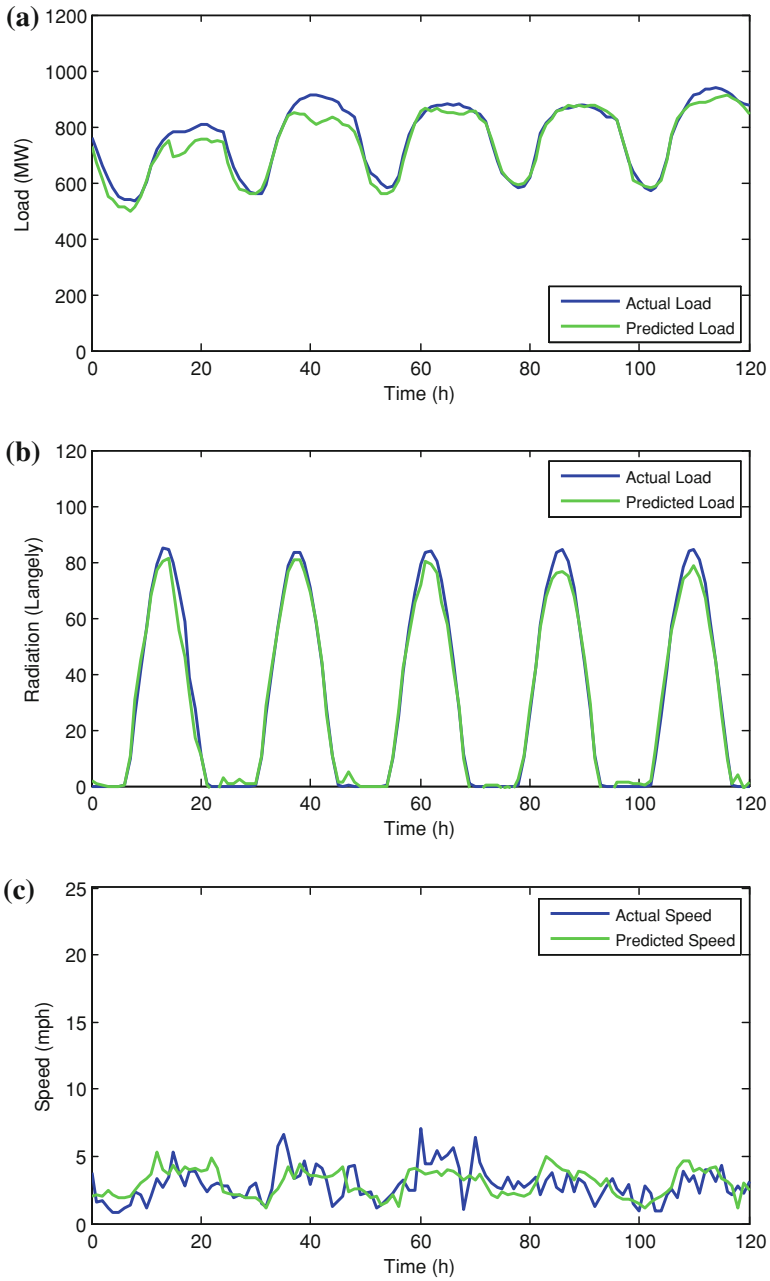 (a)
1200
1000
800
600
400
200
0
Load (MW)
Actual Load
Predicted Load
0 20 40 60 80 100 120
Time (h)
(b)
120
100
80
60
40
20
0
Radiation (Langely)
Actual Load
Predicted Load
0 20 40 60 80 100 120
Time (h)
(c)
25
20
15
10
5
0
Speed (mph)
Actual Speed
Predicted Speed
0 20 40 60 80 100 120
Time (h)